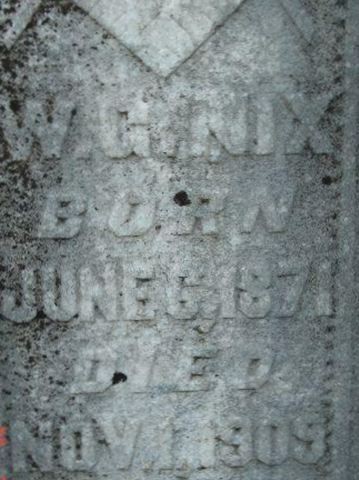 W. G. NIX
BORN
JUNE 6, 1871
DIED
NOV. 1, 1909